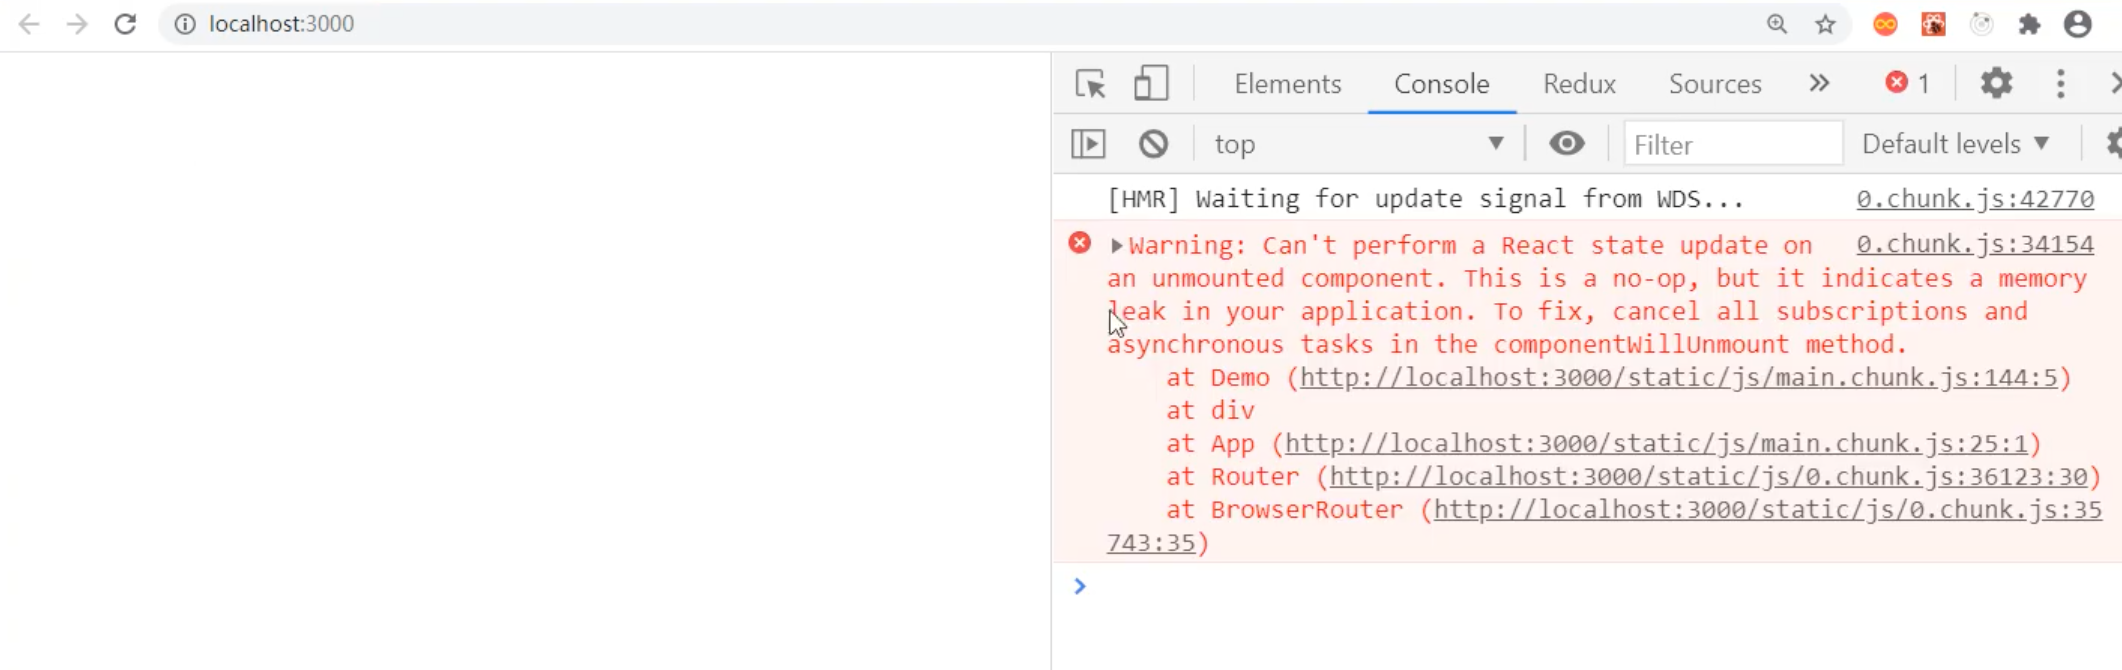 localhost:3000
Elements Console Redux Sources 1
top Filter Default levels
[HMR] Waiting for update signal from WDS... 0.chunk.js:42770
Warning: Can't perform a React state update on 0.chunk.js:34154
an unmounted component. This is a no-op, but it indicates a memory
leak in your application. To fix, cancel all subscriptions and
asynchronous tasks in the componentWillUnmount method.
at Demo (http://localhost:3000/static/js/main.chunk.js:144:5)
at div
at App (http://localhost:3000/static/js/main.chunk.js:25:1)
at Router (http://localhost:3000/static/js/0.chunk.js:36123:30)
at BrowserRouter (http://localhost:3000/static/js/0.chunk.js:35
743:35)